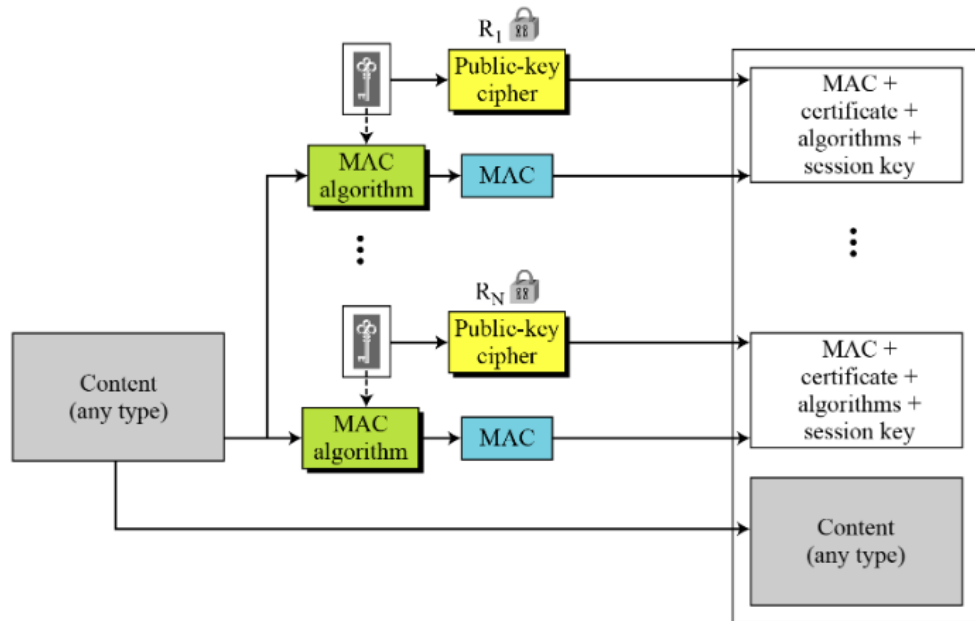 R1
Public-key
cipher
MAC
algorithm
MAC
MAC +
certificate +
algorithms +
session key
RN
Public-key
cipher
MAC
algorithm
MAC
MAC +
certificate +
algorithms +
session key
Content
(any type)
Content
(any type)